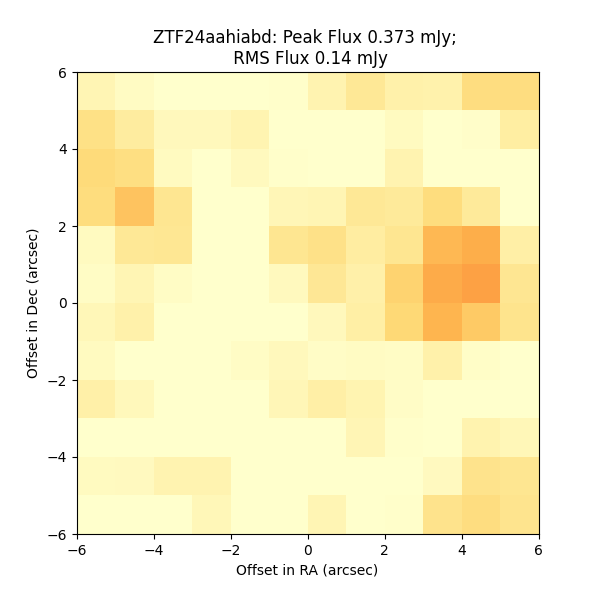 ZTF24aahiabd: Peak Flux 0.373 mJy;
RMS Flux 0.14 mJy
6
4
2
0
−2
−4
−6
Offset in Dec (arcsec)
−6 −4 −2 0 2 4 6
Offset in RA (arcsec)